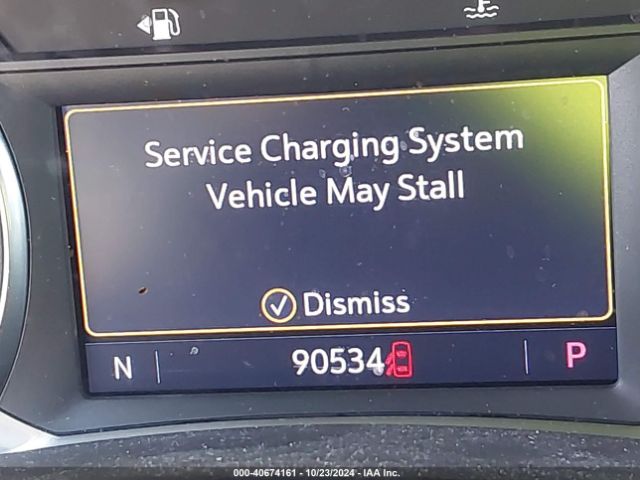 Service Charging System
Vehicle May Stall
Dismiss
N 90534 P
000-40674161 - 10/23/2024 - IAA Inc.